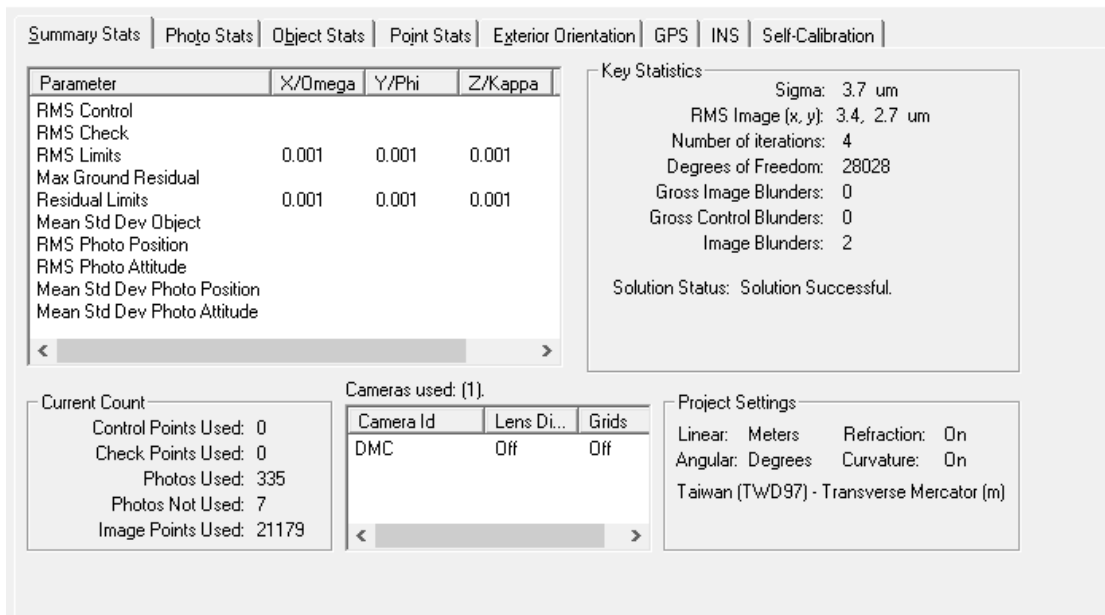 Summary Stats Photo Stats Object Stats Point Stats Exterior Orientation GPS INS Self-Calibration
Parameter X/Omega Y/Phi Z/Kappa
RMS Control
RMS Check
RMS Limits 0.001 0.001 0.001
Max Ground Residual
Residual Limits 0.001 0.001 0.001
Mean Std Dev Object
RMS Photo Position
RMS Photo Attitude
Mean Std Dev Photo Position
Mean Std Dev Photo Attitude
Key Statistics
Sigma: 3.7 um
RMS Image (x, y): 3.4, 2.7 um
Number of iterations: 4
Degrees of Freedom: 28028
Gross Image Blunders: 0
Gross Control Blunders: 0
Image Blunders: 2
Solution Status: Solution Successful.
Current Count
Control Points Used: 0
Check Points Used: 0
Photos Used: 335
Photos Not Used: 7
Image Points Used: 21179
Cameras used: (1).
Camera Id Lens Di... Grids
DMC Off Off
Project Settings
Linear: Meters Refraction: On
Angular: Degrees Curvature: On
Taiwan (TWD97) - Transverse Mercator (m)